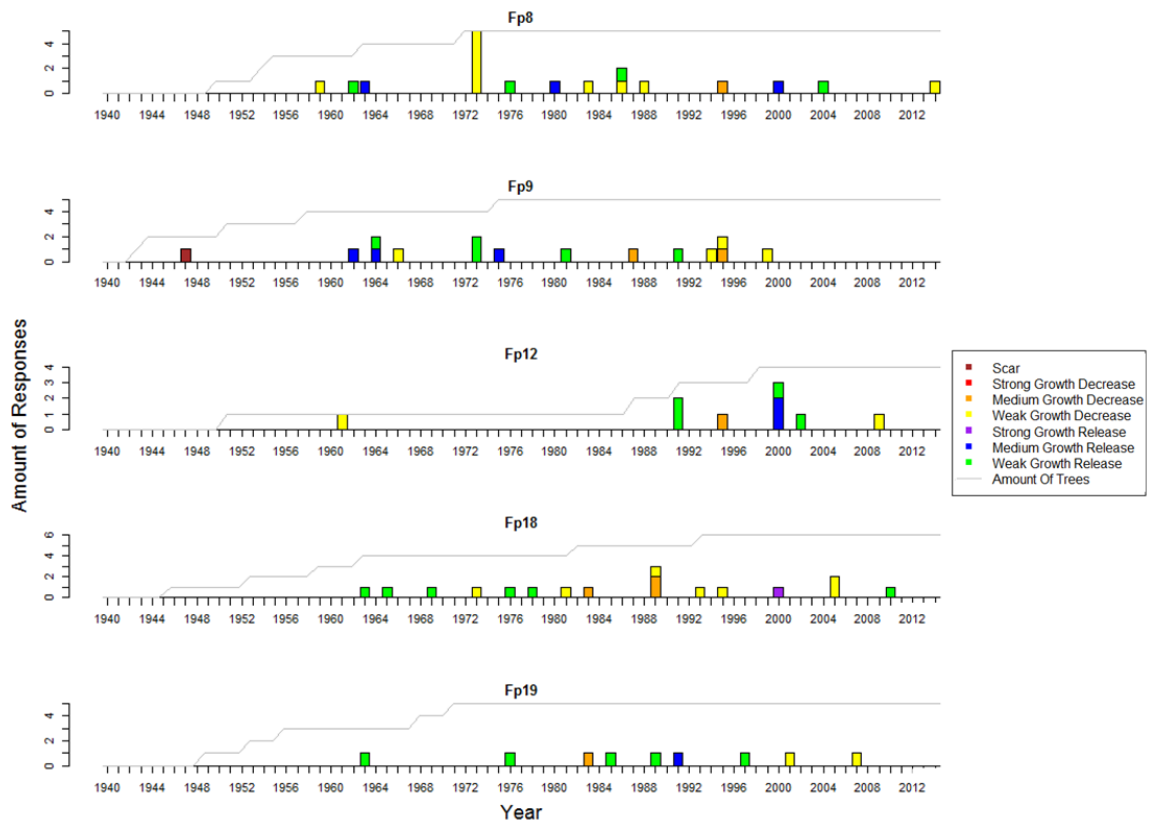 Fp8
0 2 4
1940 1944 1948 1952 1956 1960 1964 1968 1972 1976 1980 1984 1988 1992 1996 2000 2004 2008 2012
Fp9
0 2 4
1940 1944 1948 1952 1956 1960 1964 1968 1972 1976 1980 1984 1988 1992 1996 2000 2004 2008 2012
Amount of Responses
Fp12
0 1 2 3 4
1940 1944 1948 1952 1956 1960 1964 1968 1972 1976 1980 1984 1988 1992 1996 2000 2004 2008 2012
Scar
Strong Growth Decrease
Medium Growth Decrease
Weak Growth Decrease
Strong Growth Release
Medium Growth Release
Weak Growth Release
Amount Of Trees
Fp18
0 2 4 6
1940 1944 1948 1952 1956 1960 1964 1968 1972 1976 1980 1984 1988 1992 1996 2000 2004 2008 2012
Fp19
0 2 4
1940 1944 1948 1952 1956 1960 1964 1968 1972 1976 1980 1984 1988 1992 1996 2000 2004 2008 2012
Year